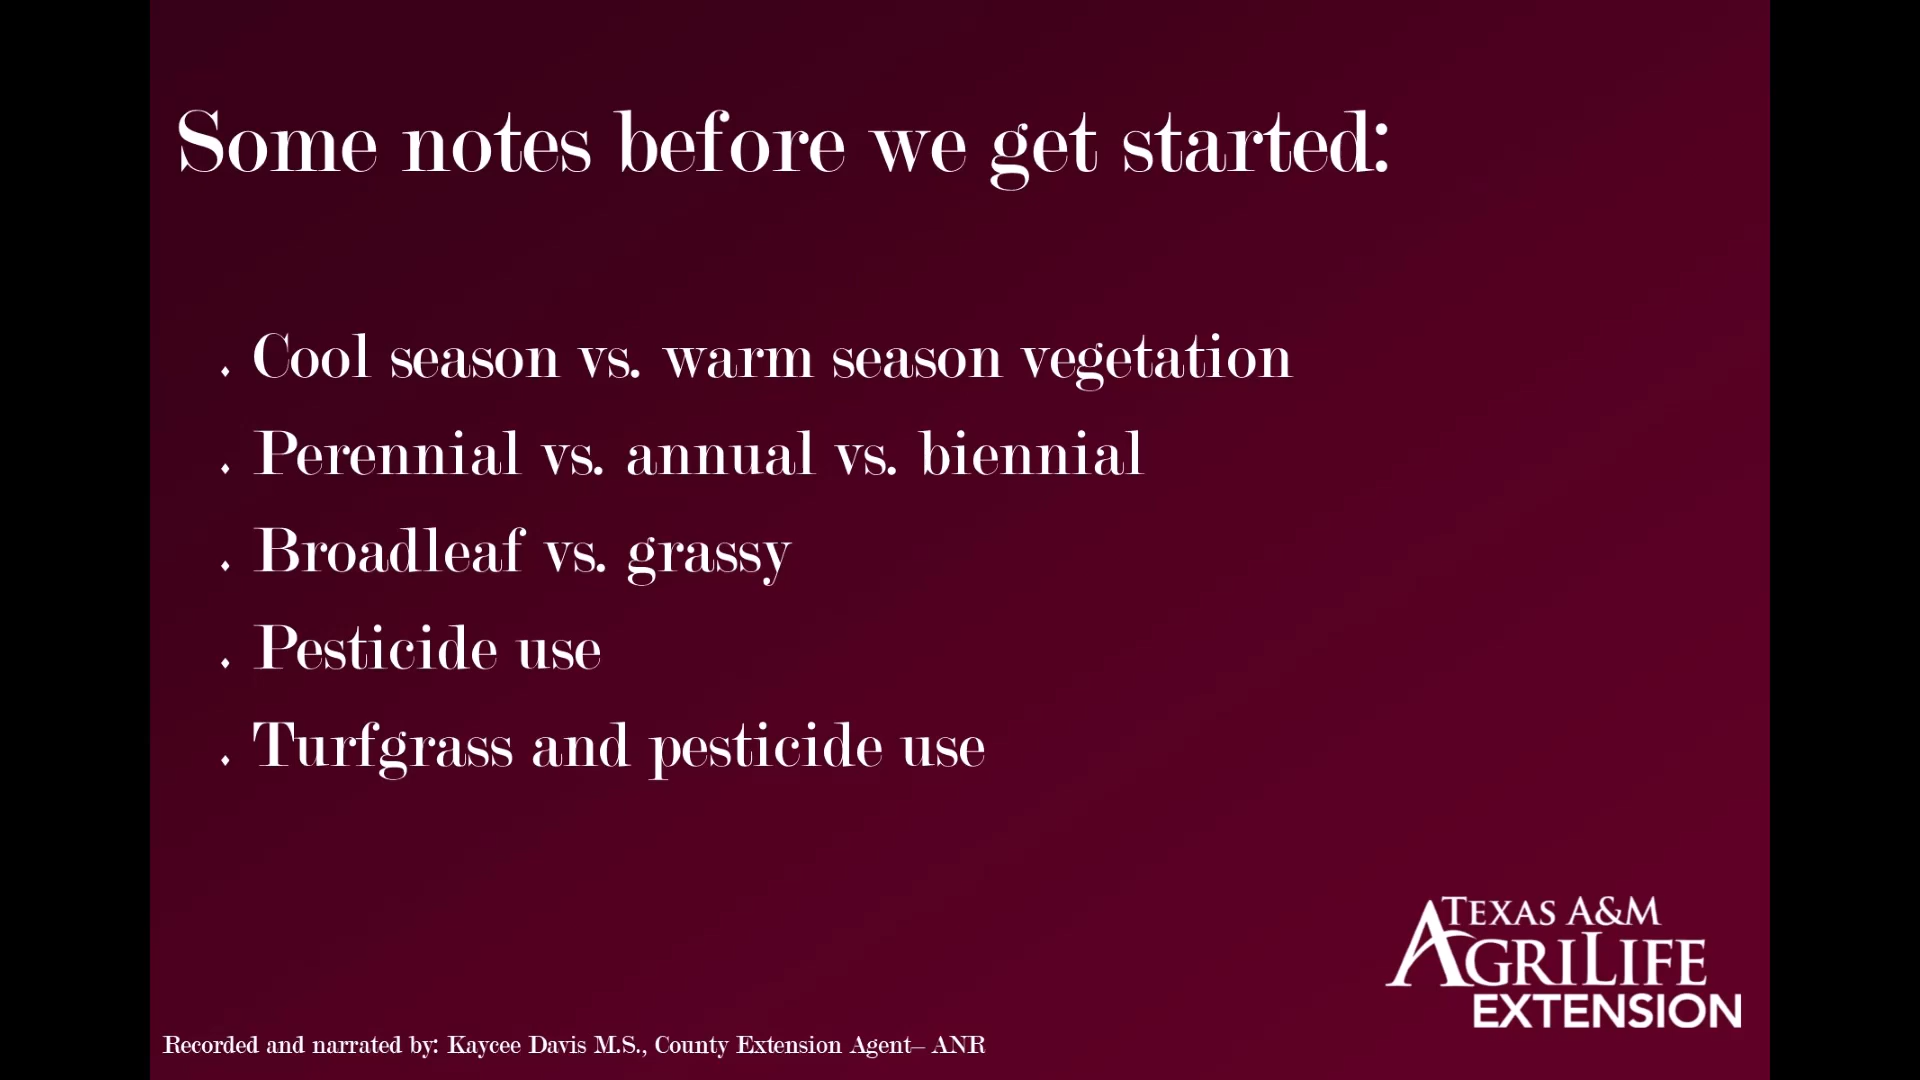 Some notes before we get started:
Cool season vs. warm season vegetation
Perennial vs. annual vs. biennial
Broadleaf vs. grassy
Pesticide use
Turfgrass and pesticide use
TEXAS A&M
AGRILIFE
EXTENSION
Recorded and narrated by: Kaycee Davis M.S., County Extension Agent– ANR